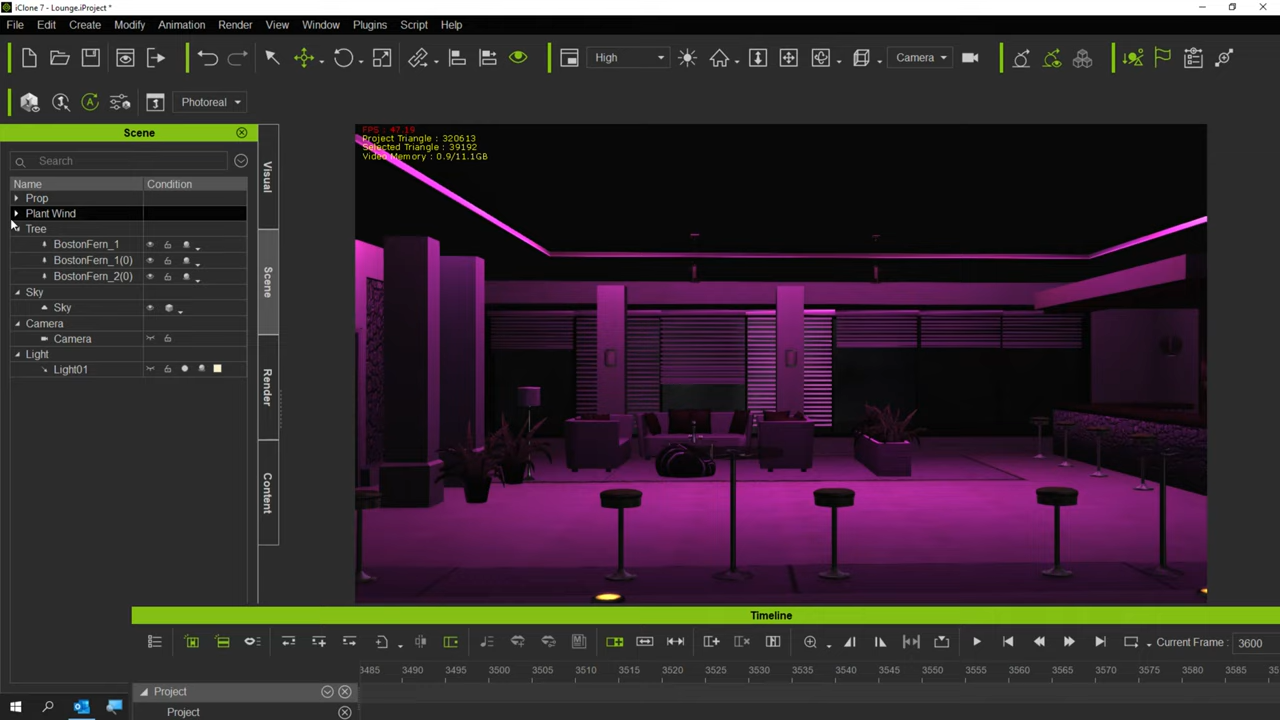 iClone 7 - Lounge.iProject *
File Edit Create Modify Animation Render View Window Plugins Script Help
High
Camera
Photoreal
Scene
Search
Name Condition
Prop
Plant Wind
Tree
BostonFern_1
BostonFern_1(0)
BostonFern_2(0)
Sky
Sky
Camera
Camera
Light
Light01
Visual
Scene
Render
Content
FPS : 47.19
Project Triangle : 320613
Selected Triangle : 39192
Video Memory : 0.9/11.1GB
Timeline
Current Frame : 3600
3485 3490 3495 3500 3505 3510 3515 3520 3525 3530 3535 3540 3545 3550 3555 3560 3565 3570 3575 3580 3585
Project
Project